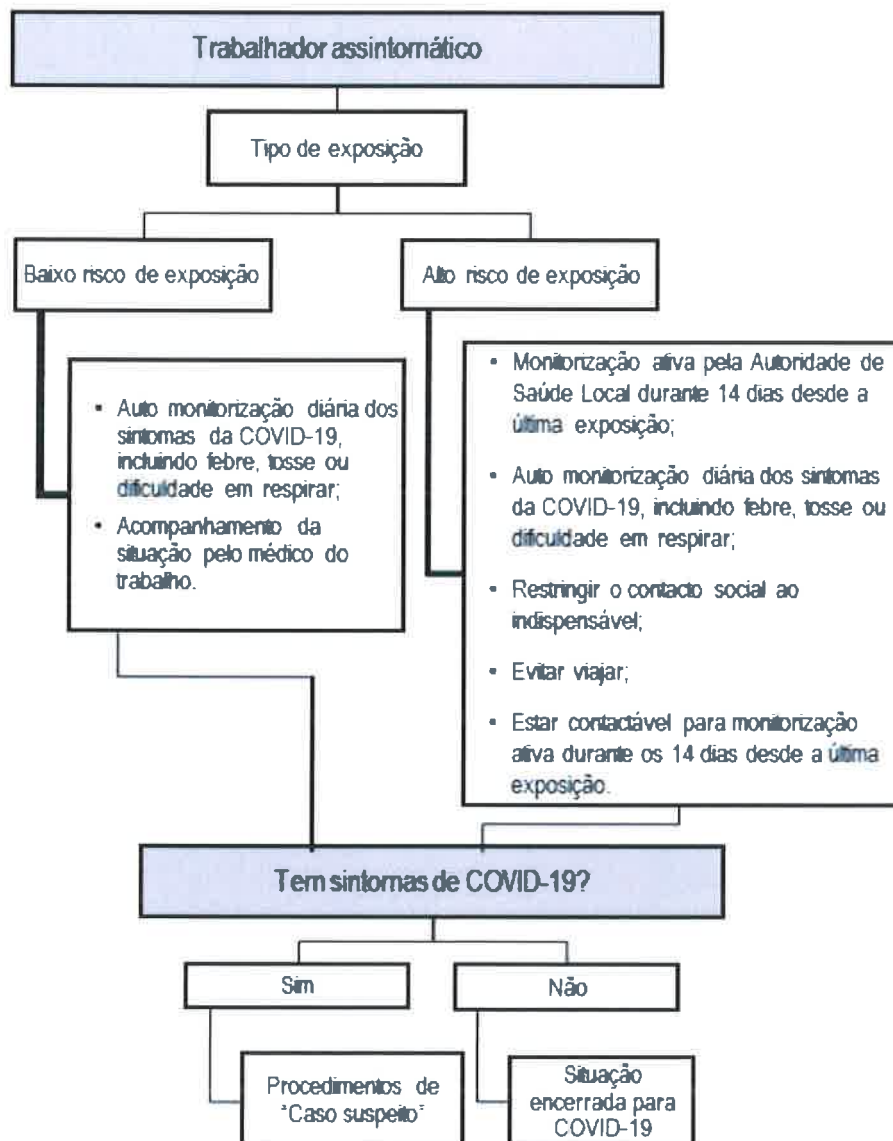 Trabalhador assintomático
Tipo de exposição
Baixo risco de exposição
Alto risco de exposição
• Auto monitorização diária dos
sintomas da COVID-19,
incluindo febre, tosse ou
dificuldade em respirar;
• Acompanhamento da
situação pelo médico do
trabalho.
• Monitorização ativa pela Autoridade de
Saúde Local durante 14 dias desde a
última exposição;
• Auto monitorização diária dos sintomas
da COVID-19, incluindo febre, tosse ou
dificuldade em respirar;
• Restringir o contacto social ao
indispensável;
• Evitar viajar;
• Estar contactável para monitorização
ativa durante os 14 dias desde a última
exposição.
Tem sintomas de COVID-19?
Sim
Não
Procedimentos de
"Caso suspeito"
Situação
encerrada para
COVID-19